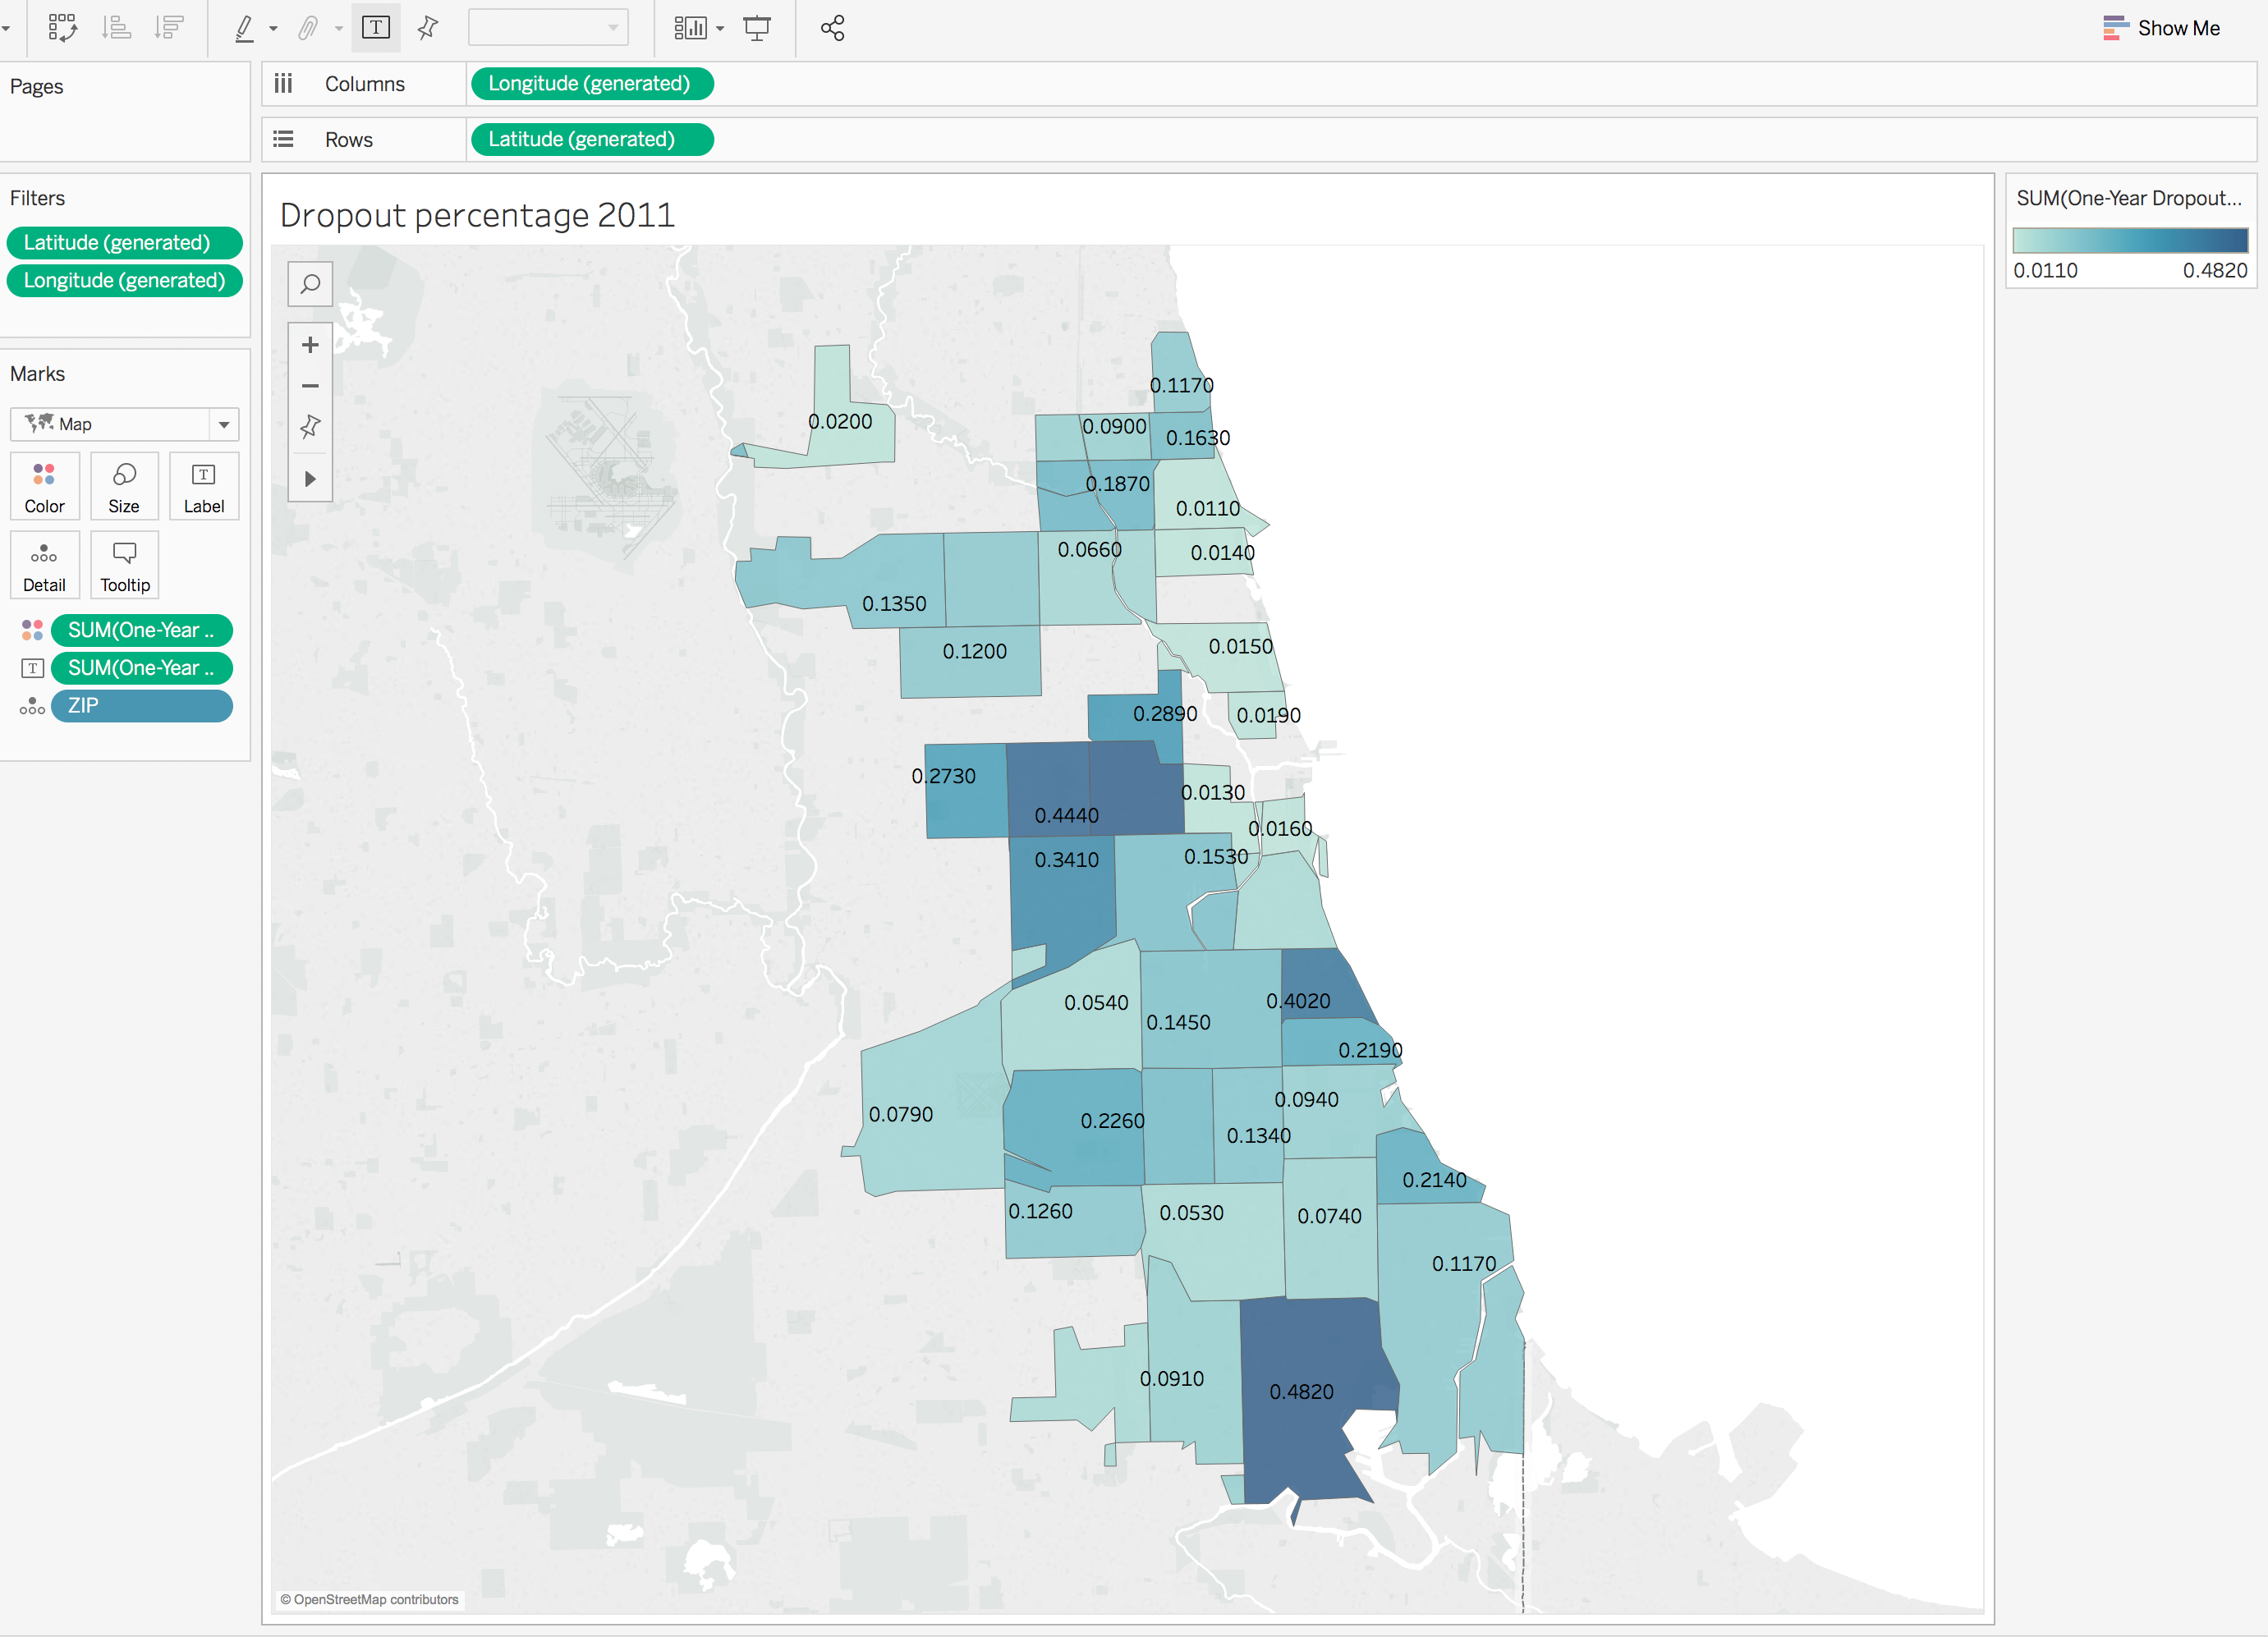 Show Me
Pages
Columns
Longitude (generated)
Rows
Latitude (generated)
Filters
Latitude (generated)
Longitude (generated)
Marks
Map
Color
Size
T
Label
Detail
Tooltip
SUM(One-Year ..
T
SUM(One-Year ..
ZIP
T
Dropout percentage 2011
SUM(One-Year Dropout...
0.0110
0.4820
+
−
0.1170
0.0200
0.0900
0.1630
0.1870
0.0110
0.0660
0.0140
0.1350
0.1200
0.0150
0.2890
0.0190
0.2730
0.4440
0.0130
0.0160
0.3410
0.1530
0.0540
0.4020
0.1450
0.2190
0.0790
0.2260
0.0940
0.1340
0.2140
0.1260
0.0530
0.0740
0.1170
0.0910
0.4820
© OpenStreetMap contributors